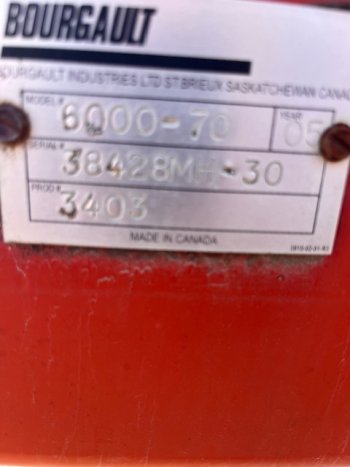 BOURGAULT
BOURGAULT INDUSTRIES LTD ST BRIEUX SASKATCHEWAN CANADA
MODEL # 6000-70 YEAR 05
SERIAL # 38428MH-30
PROD # 3403
MADE IN CANADA